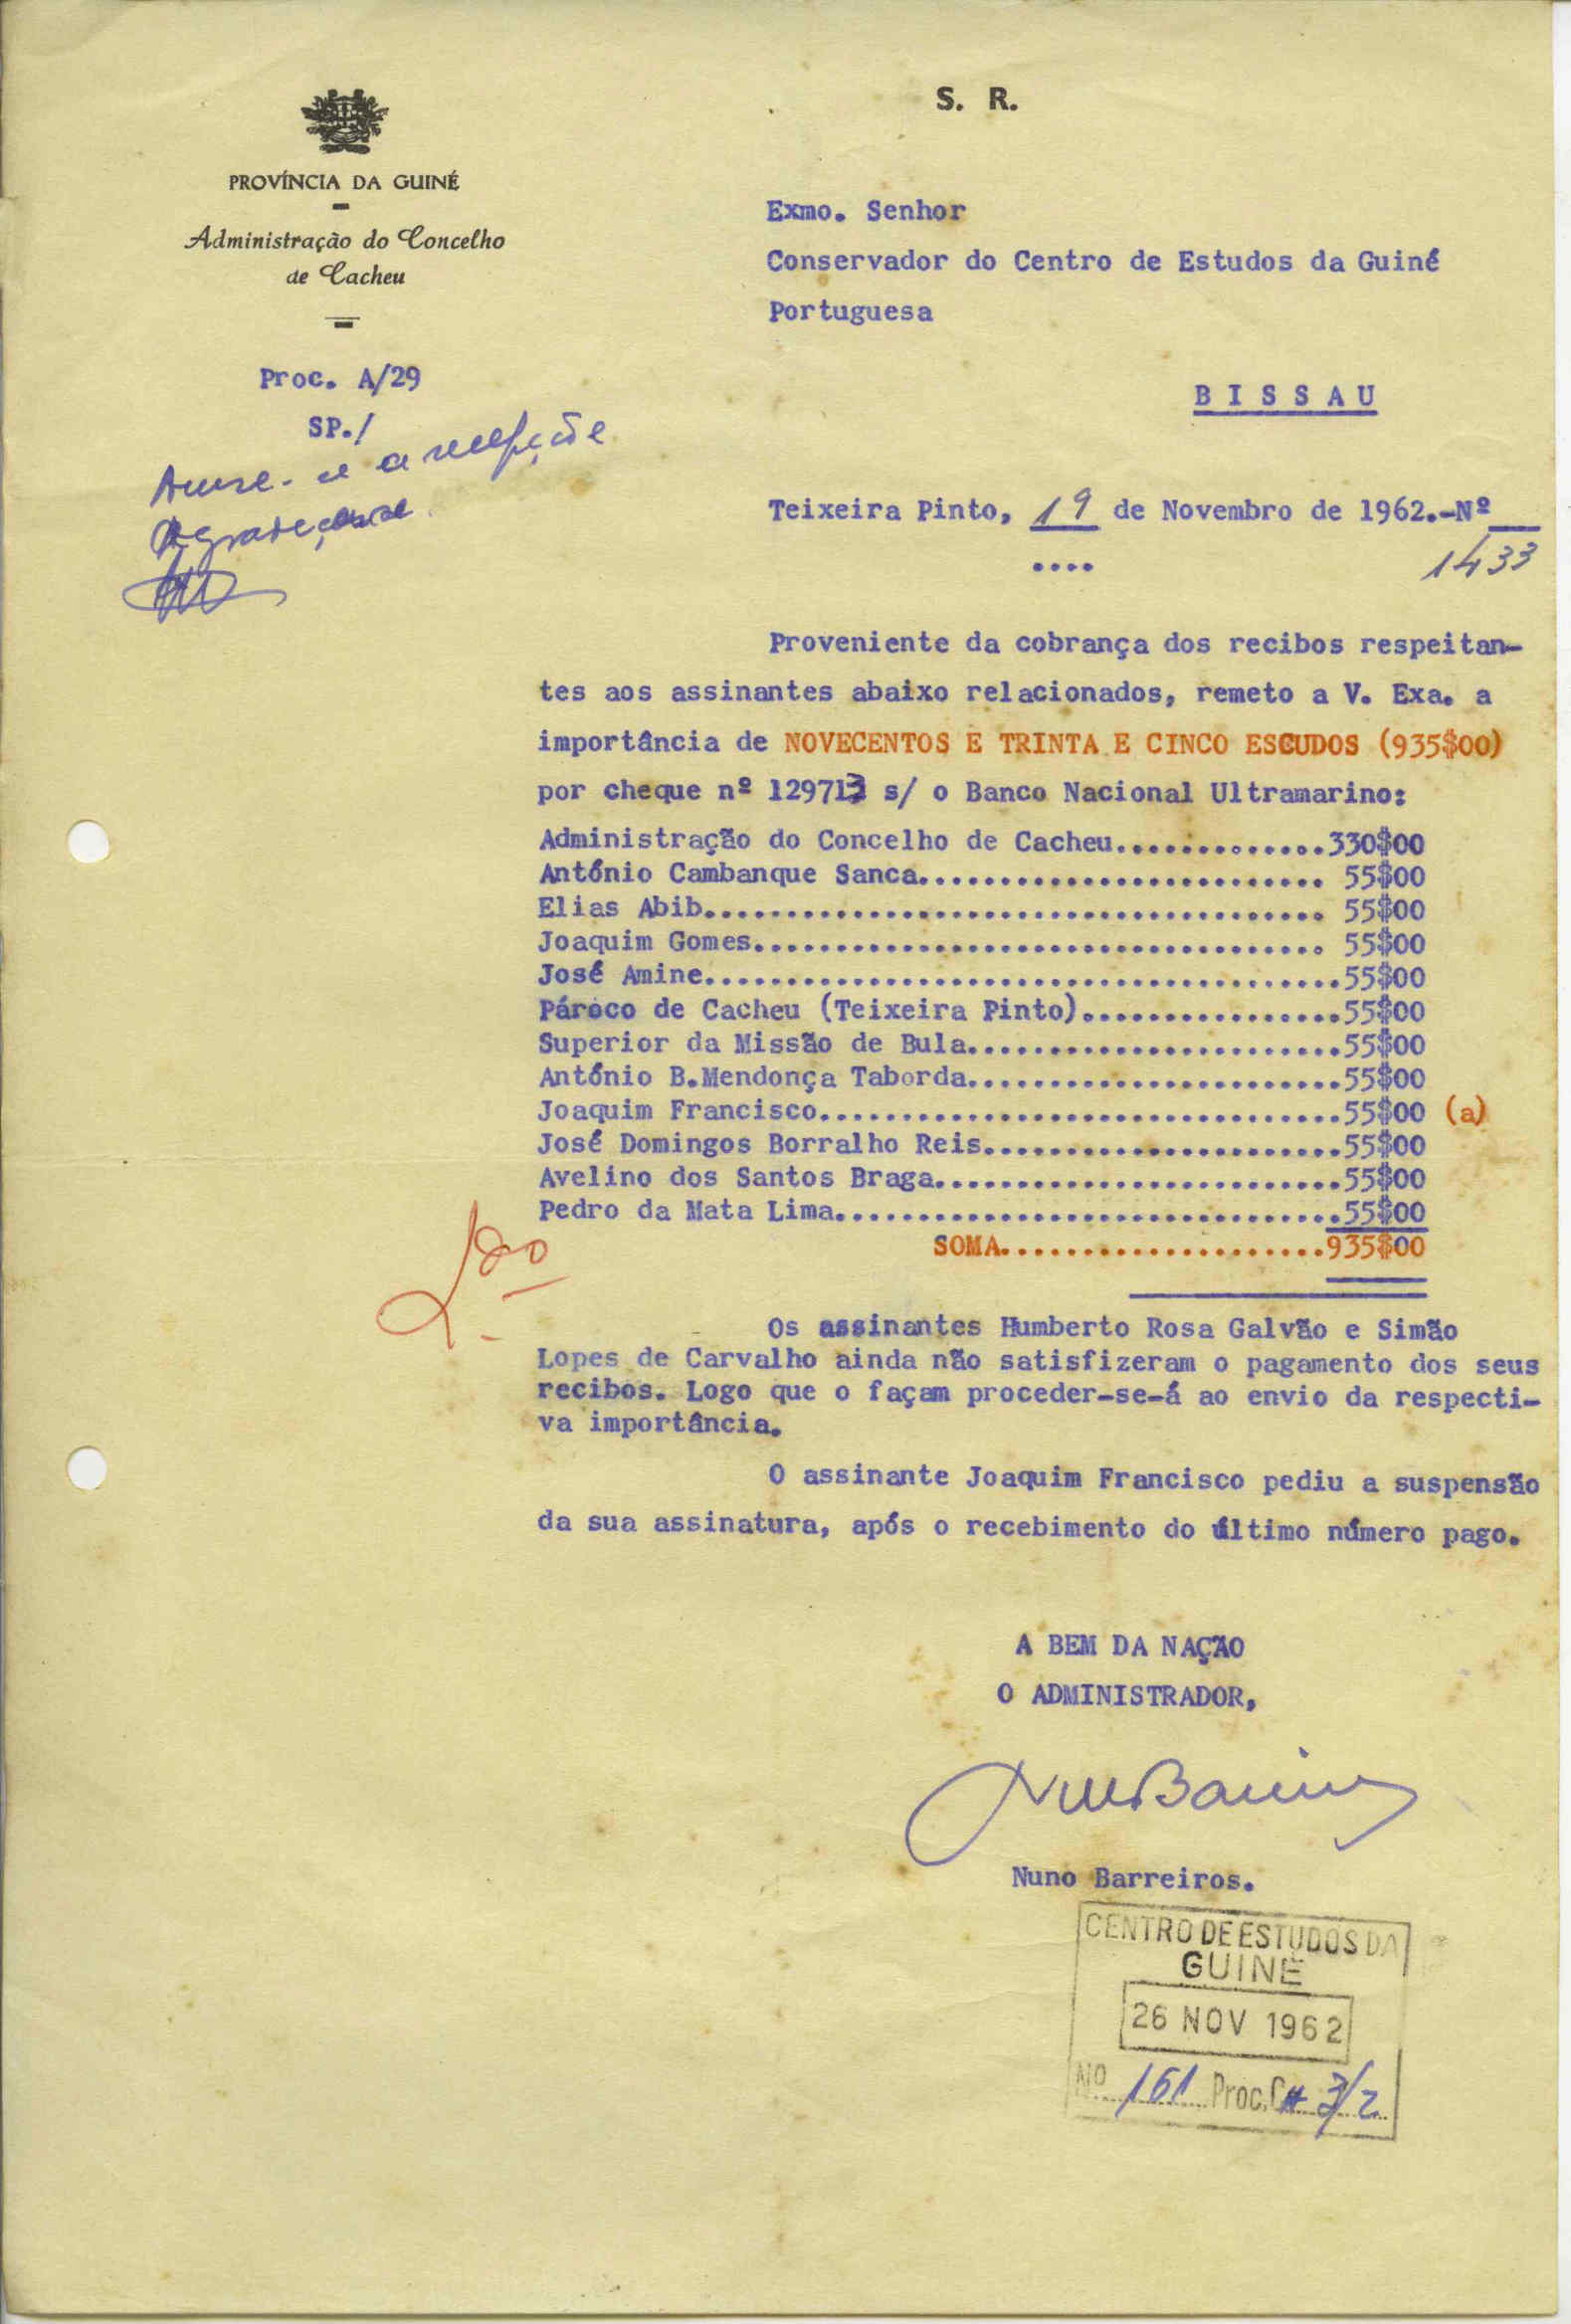 S. R.
PROVÍNCIA DA GUINÉ
Administração do Concelho
de Cacheu
Proc. A/29
SP./
Acuse-se a recepção
Agradeça-se
Exmo. Senhor
Conservador do Centro de Estudos da Guiné
Portuguesa
B I S S A U
Teixeira Pinto, 19 de Novembro de 1962.-Nº
....
1433
Proveniente da cobrança dos recibos respeitan-
tes aos assinantes abaixo relacionados, remeto a V. Exa. a
importância de NOVECENTOS E TRINTA E CINCO ESCUDOS (935$00)
por cheque nº 129713 s/ o Banco Nacional Ultramarino:
Administração do Concelho de Cacheu.............330$00
António Cambanque Sanca......................... 55$00
Elias Abib...................................... 55$00
Joaquim Gomes................................... 55$00
José Amine.......................................55$00
Pároco de Cacheu (Teixeira Pinto)................55$00
Superior da Missão de Bula.......................55$00
António B.Mendonça Taborda.......................55$00
Joaquim Francisco................................55$00 (a)
José Domingos Borralho Reis......................55$00
Avelino dos Santos Braga.........................55$00
Pedro da Mata Lima...............................55$00
SOMA....................935$00
Os assinantes Humberto Rosa Galvão e Simão
Lopes de Carvalho ainda não satisfizeram o pagamento dos seus
recibos. Logo que o façam proceder-se-á ao envio da respecti-
va importância.
O assinante Joaquim Francisco pediu a suspensão
da sua assinatura, após o recebimento do último número pago.
A BEM DA NAÇÃO
O ADMINISTRADOR,
Nuno Barreiros.
CENTRO DE ESTUDOS DA
GUINÉ
26 NOV 1962
Nº 161 Proc. 3/2